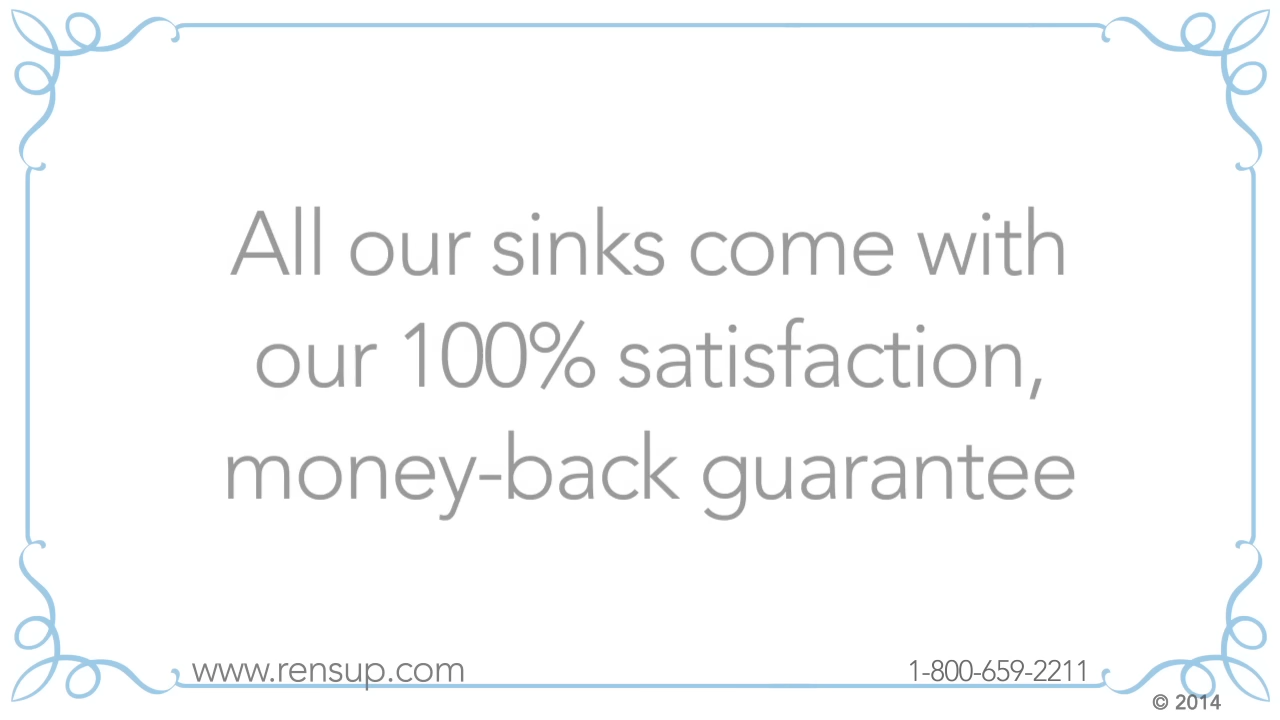 All our sinks come with
our 100% satisfaction,
money-back guarantee
www.rensup.com
1-800-659-2211
© 2014